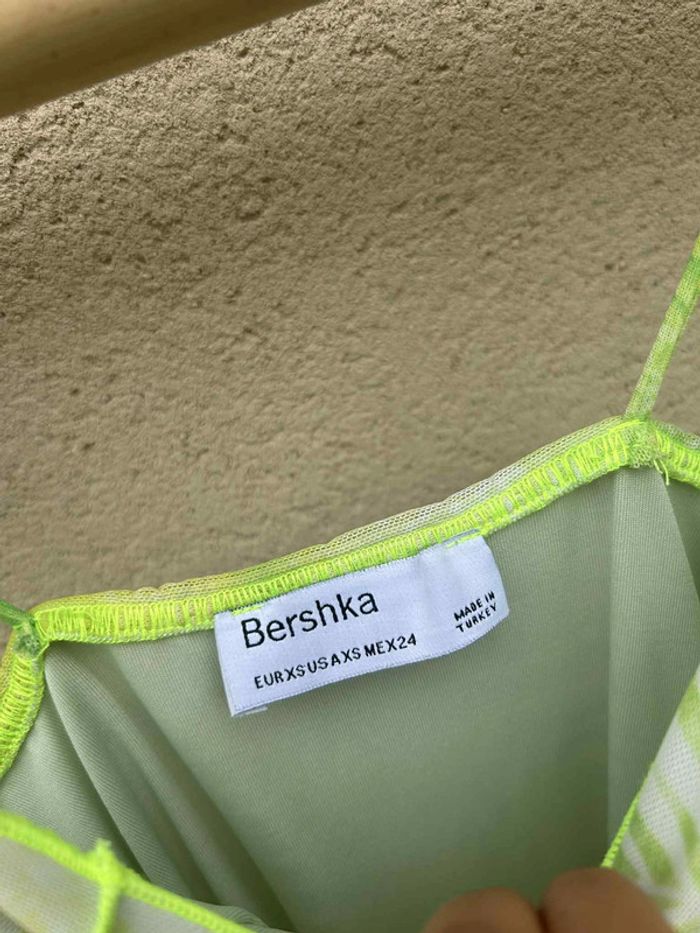 Bershka
EUR XS USA XS MEX 24
MADE IN
TURKEY